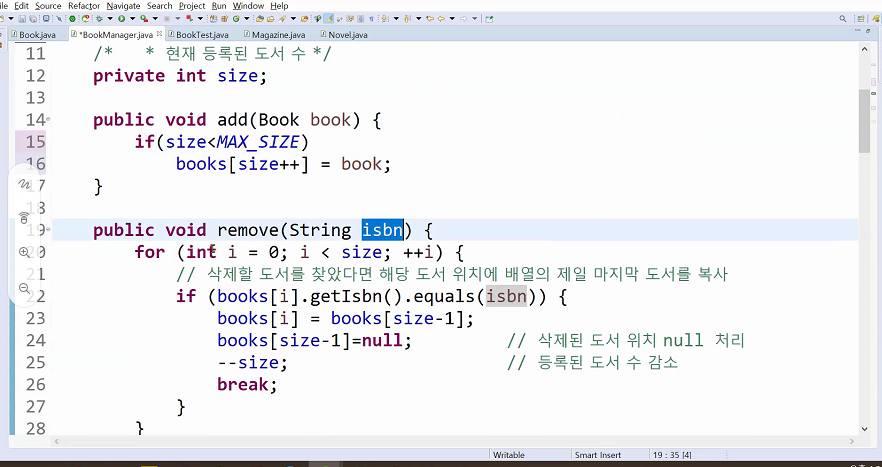 File Edit Source Refactor Navigate Search Project Run Window Help
Book.java *BookManager.java BookTest.java Magazine.java Novel.java
11 /* * 현재 등록된 도서 수 */
12 private int size;
13
14 public void add(Book book) {
15 if(size<MAX_SIZE)
16 books[size++] = book;
17 }
18
19 public void remove(String isbn) {
20 for (int i = 0; i < size; ++i) {
21 // 삭제할 도서를 찾았다면 해당 도서 위치에 배열의 제일 마지막 도서를 복사
22 if (books[i].getIsbn().equals(isbn)) {
23 books[i] = books[size-1];
24 books[size-1]=null; // 삭제된 도서 위치 null 처리
25 --size; // 등록된 도서 수 감소
26 break;
27 }
28 }
Writable Smart Insert 19 : 35 [4]